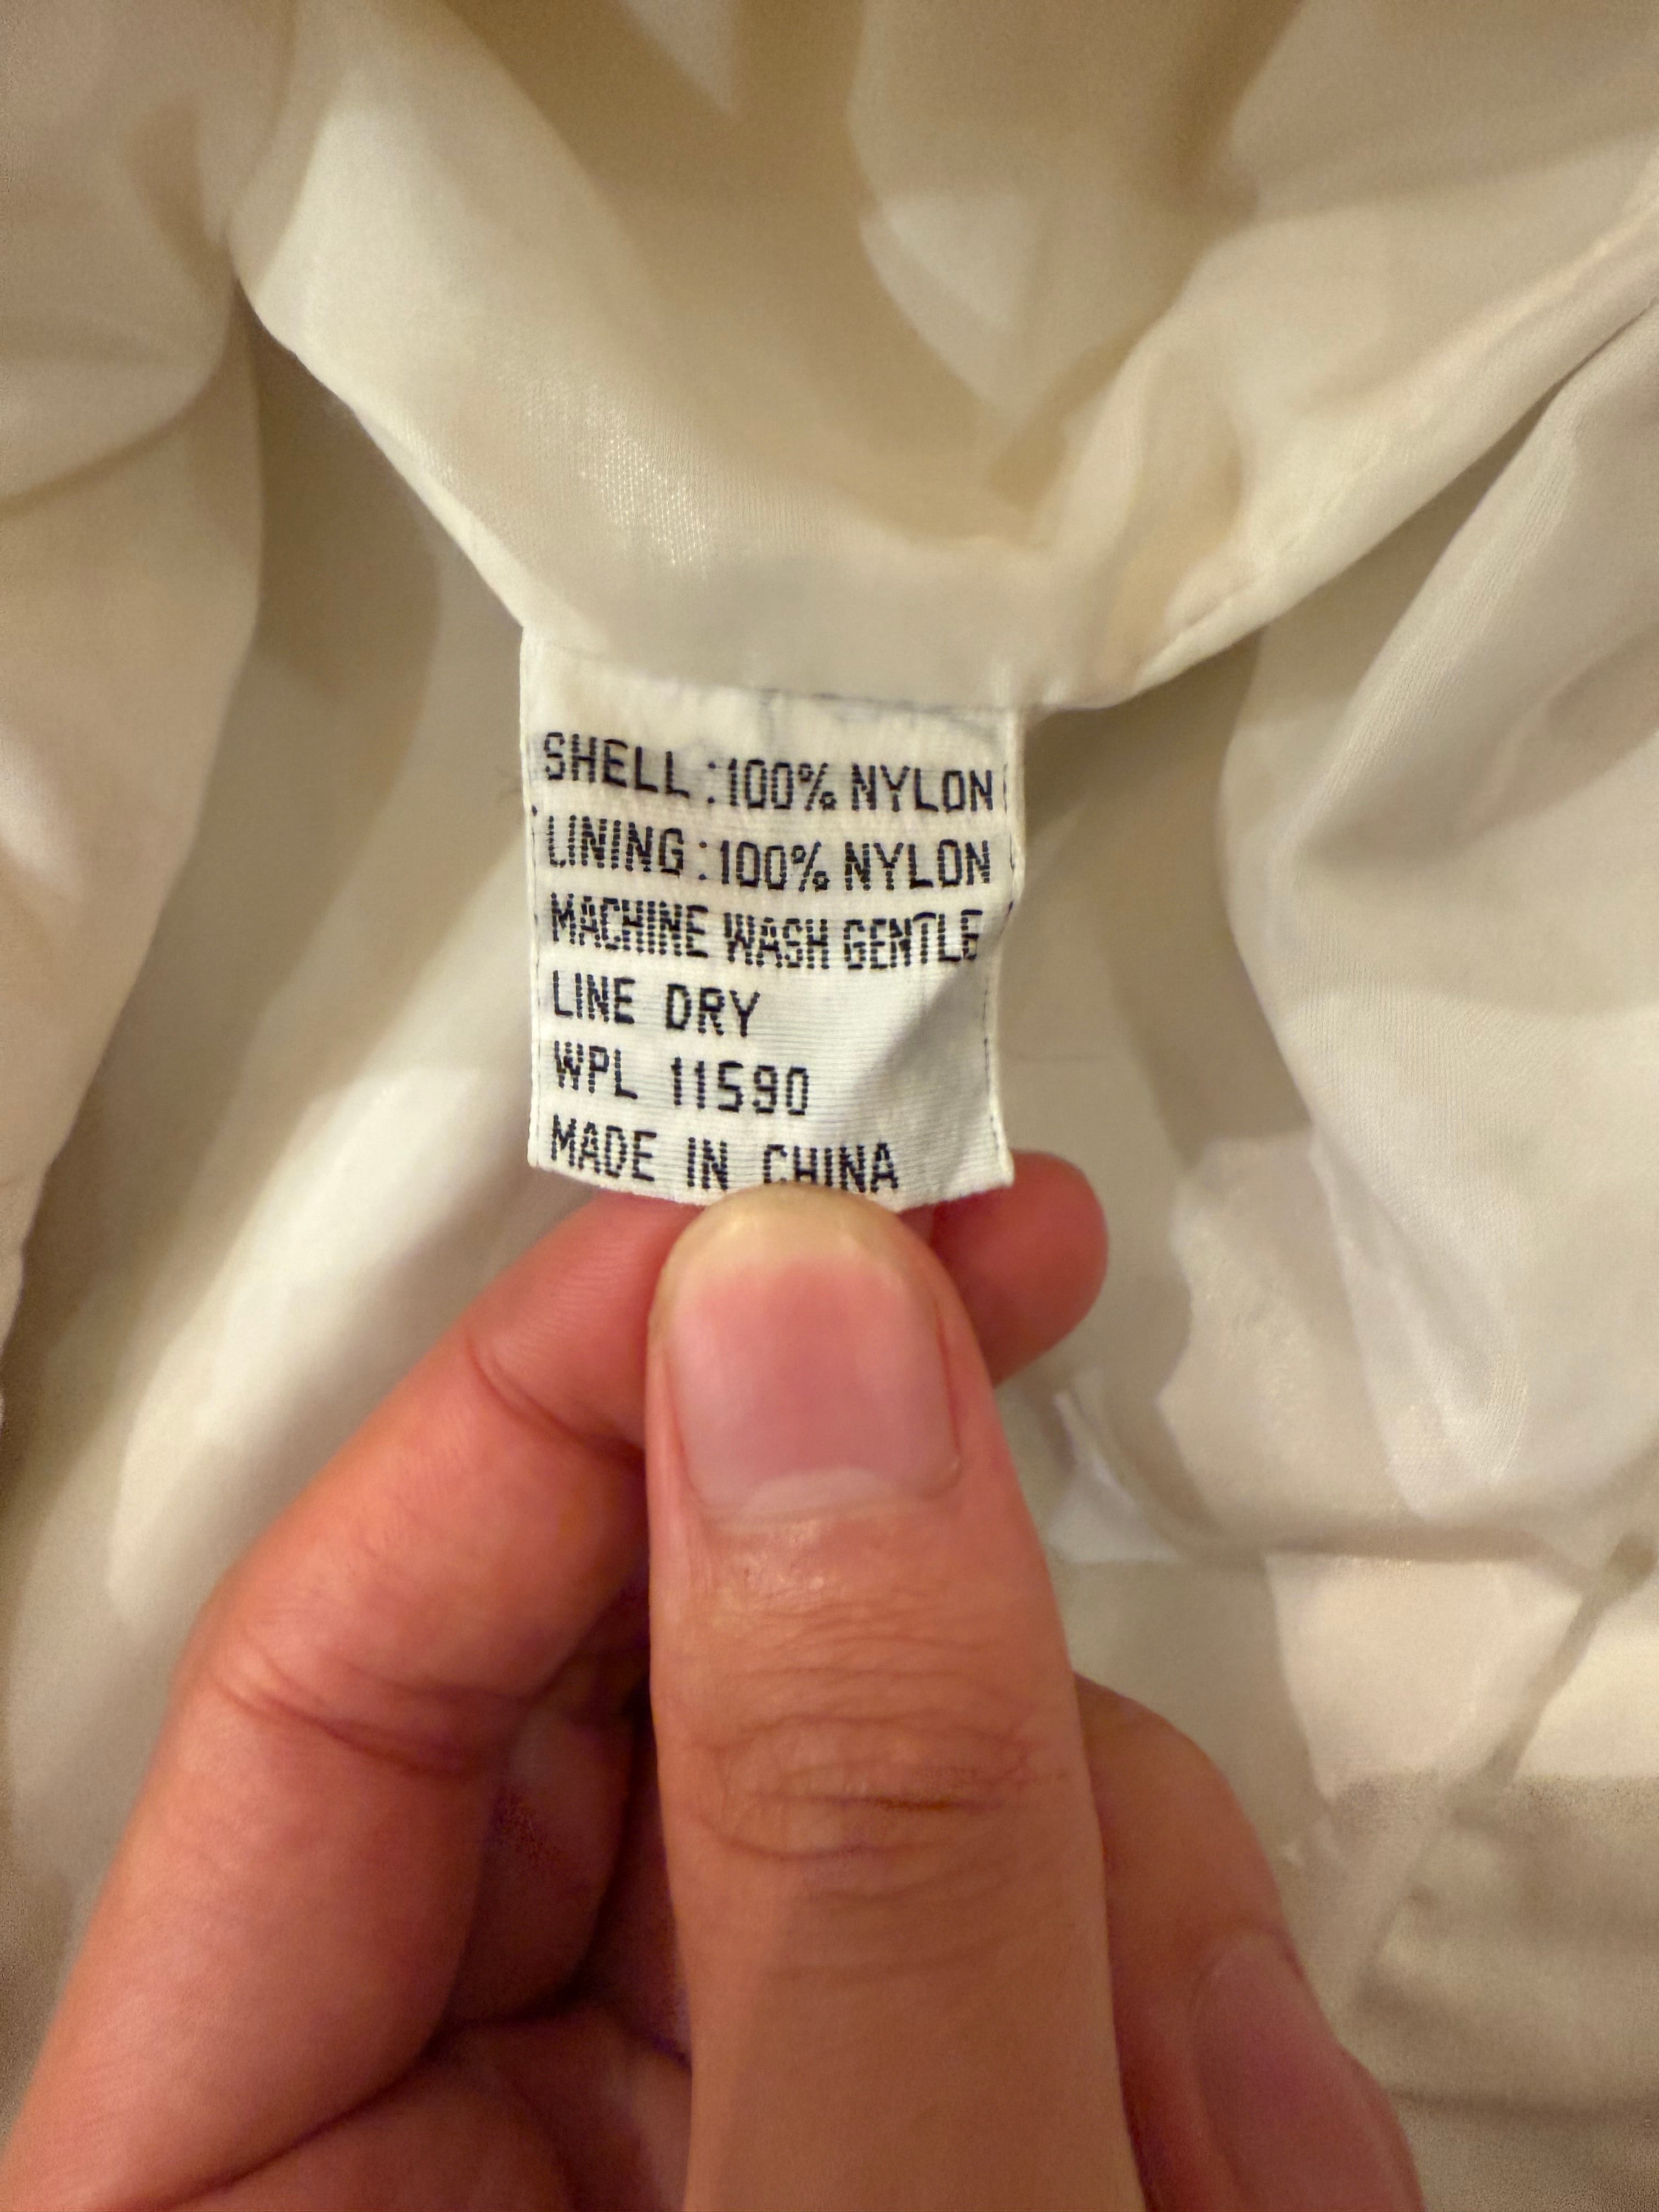 SHELL :100% NYLON
LINING :100% NYLON
MACHINE WASH GENTLE
LINE DRY
WPL 11590
MADE IN CHINA